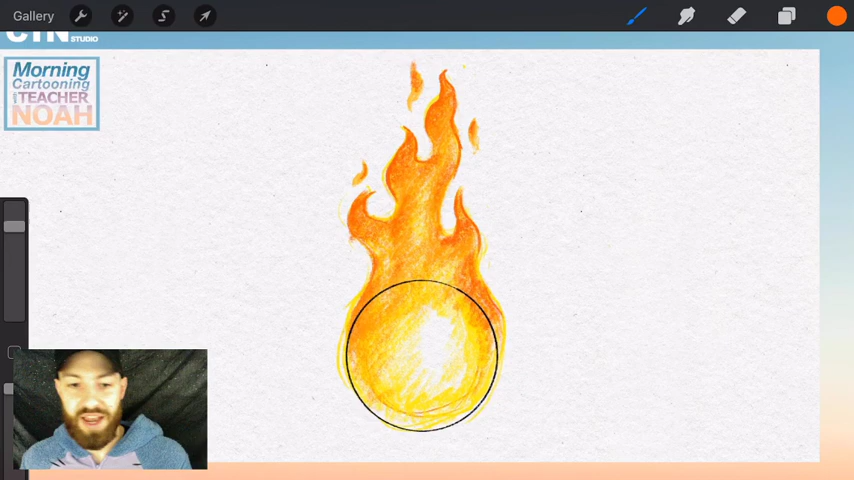 Gallery
STUDIO
Morning
Cartooning
TEACHER
NOAH